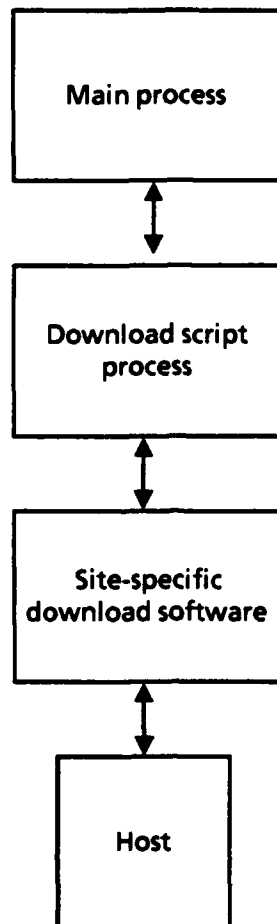 Main process
Download script
process
Site-specific
download software
Host